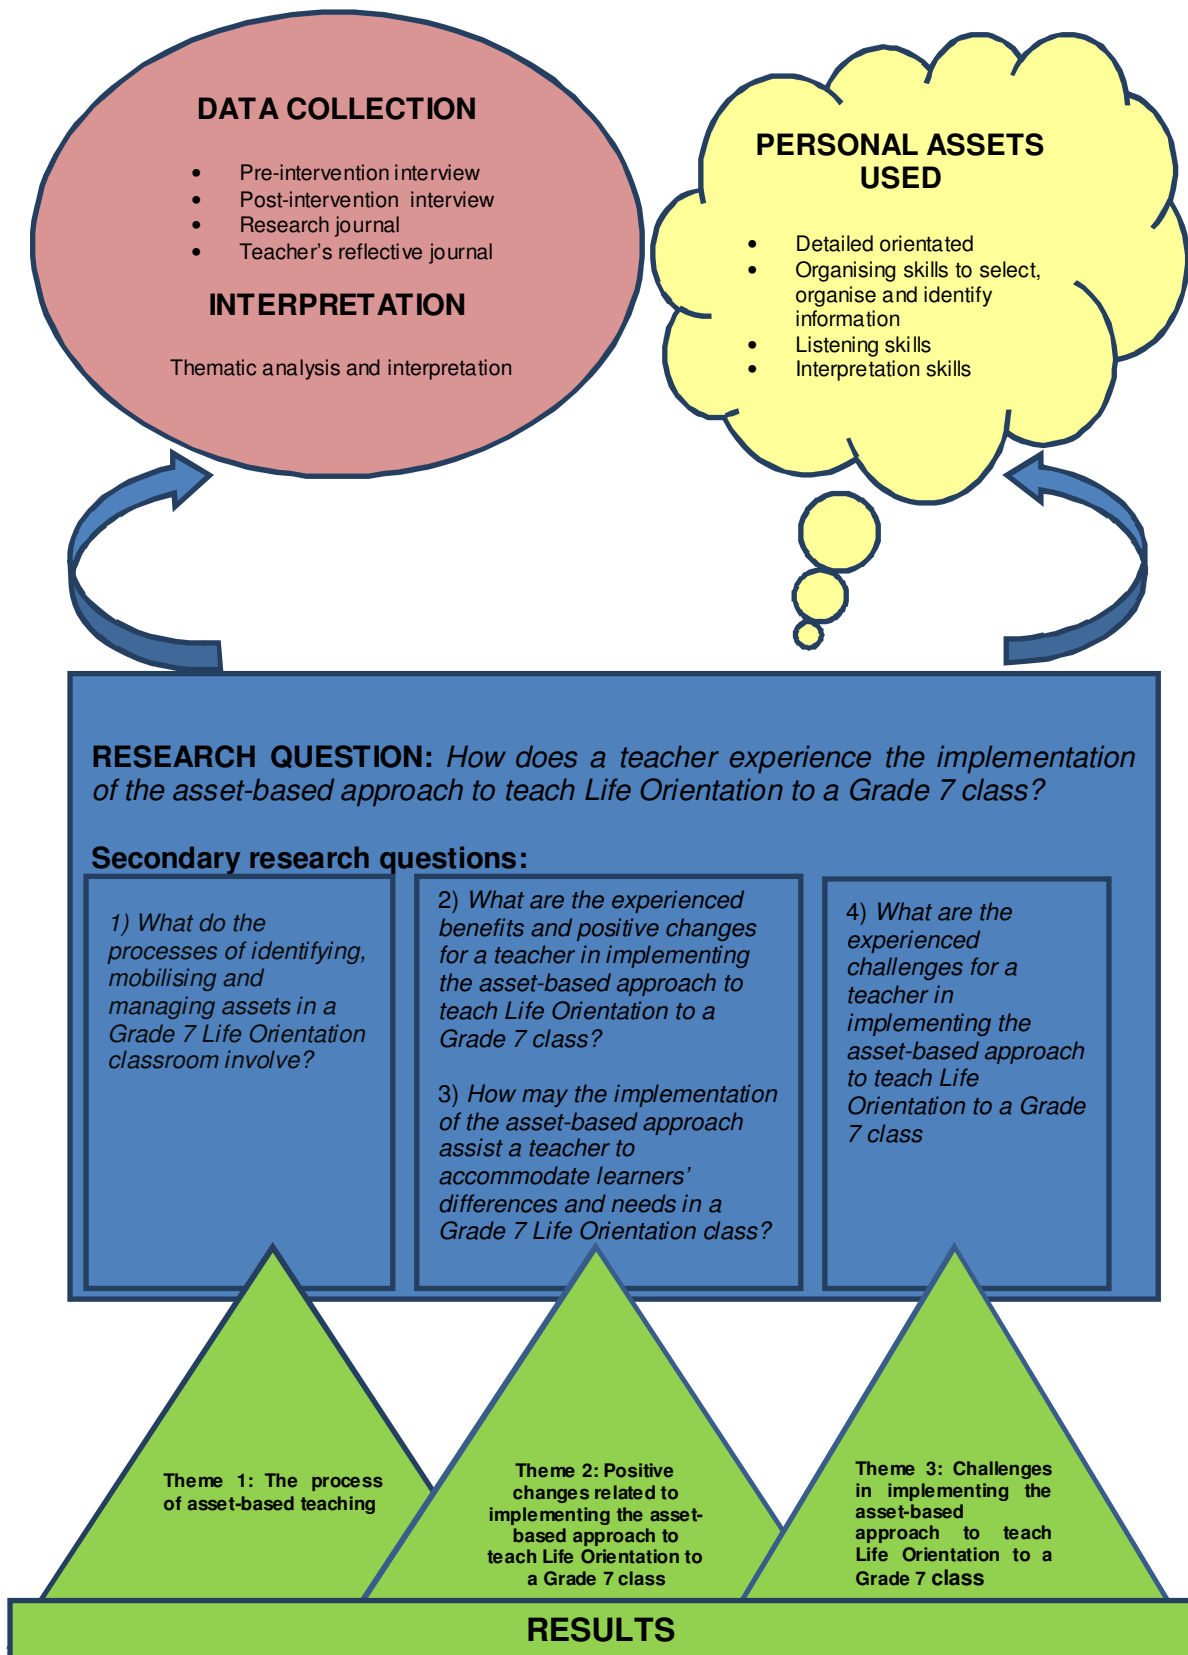 DATA COLLECTION
• Pre-intervention interview
• Post-intervention interview
• Research journal
• Teacher's reflective journal
INTERPRETATION
Thematic analysis and interpretation
PERSONAL ASSETS
USED
• Detailed orientated
• Organising skills to select,
organise and identify
information
• Listening skills
• Interpretation skills
RESEARCH QUESTION: How does a teacher experience the implementation
of the asset-based approach to teach Life Orientation to a Grade 7 class?
Secondary research questions:
1) What do the
processes of identifying,
mobilising and
managing assets in a
Grade 7 Life Orientation
classroom involve?
2) What are the experienced
benefits and positive changes
for a teacher in implementing
the asset-based approach to
teach Life Orientation to a
Grade 7 class?
3) How may the implementation
of the asset-based approach
assist a teacher to
accommodate learners'
differences and needs in a
Grade 7 Life Orientation class?
4) What are the
experienced
challenges for a
teacher in
implementing the
asset-based approach
to teach Life
Orientation to a Grade
7 class
Theme 1: The process
of asset-based teaching
Theme 2: Positive
changes related to
implementing the asset-
based approach to
teach Life Orientation to
a Grade 7 class
Theme 3: Challenges
in implementing the
asset-based
approach to teach
Life Orientation to a
Grade 7 class
RESULTS